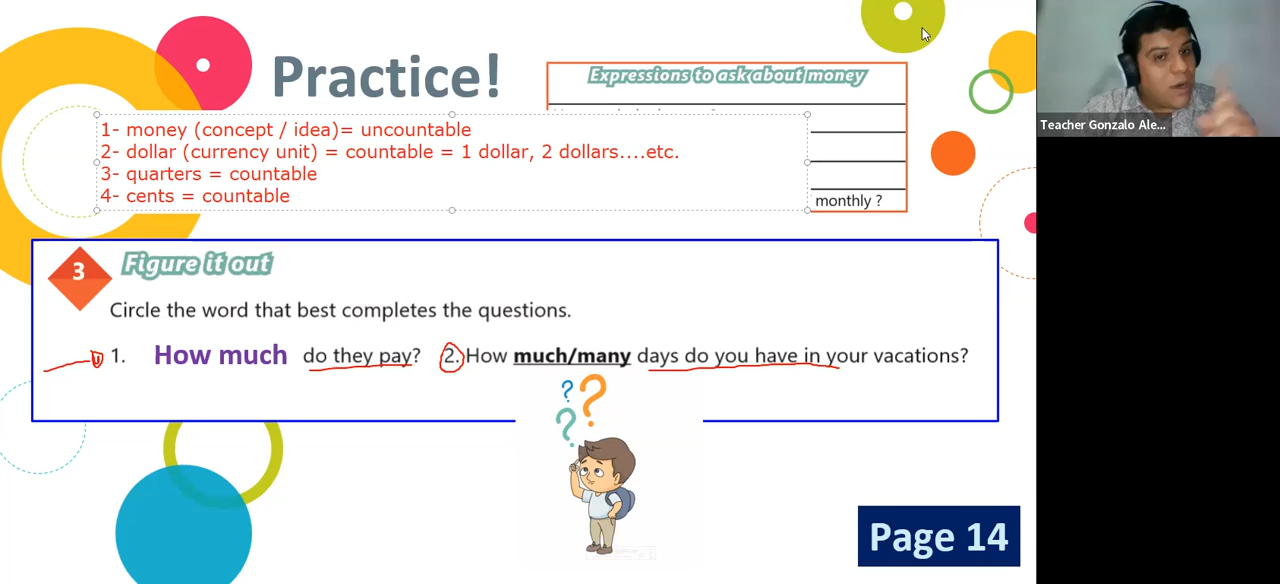 Practice!
Expressions to ask about money
1- money (concept / idea)= uncountable
2- dollar (currency unit) = countable = 1 dollar, 2 dollars....etc.
3- quarters = countable
4- cents = countable
monthly ?
3 Figure it out
Circle the word that best completes the questions.
1. How much do they pay? 2. How much/many days do you have in your vacations?
Page 14
Teacher Gonzalo Ale...